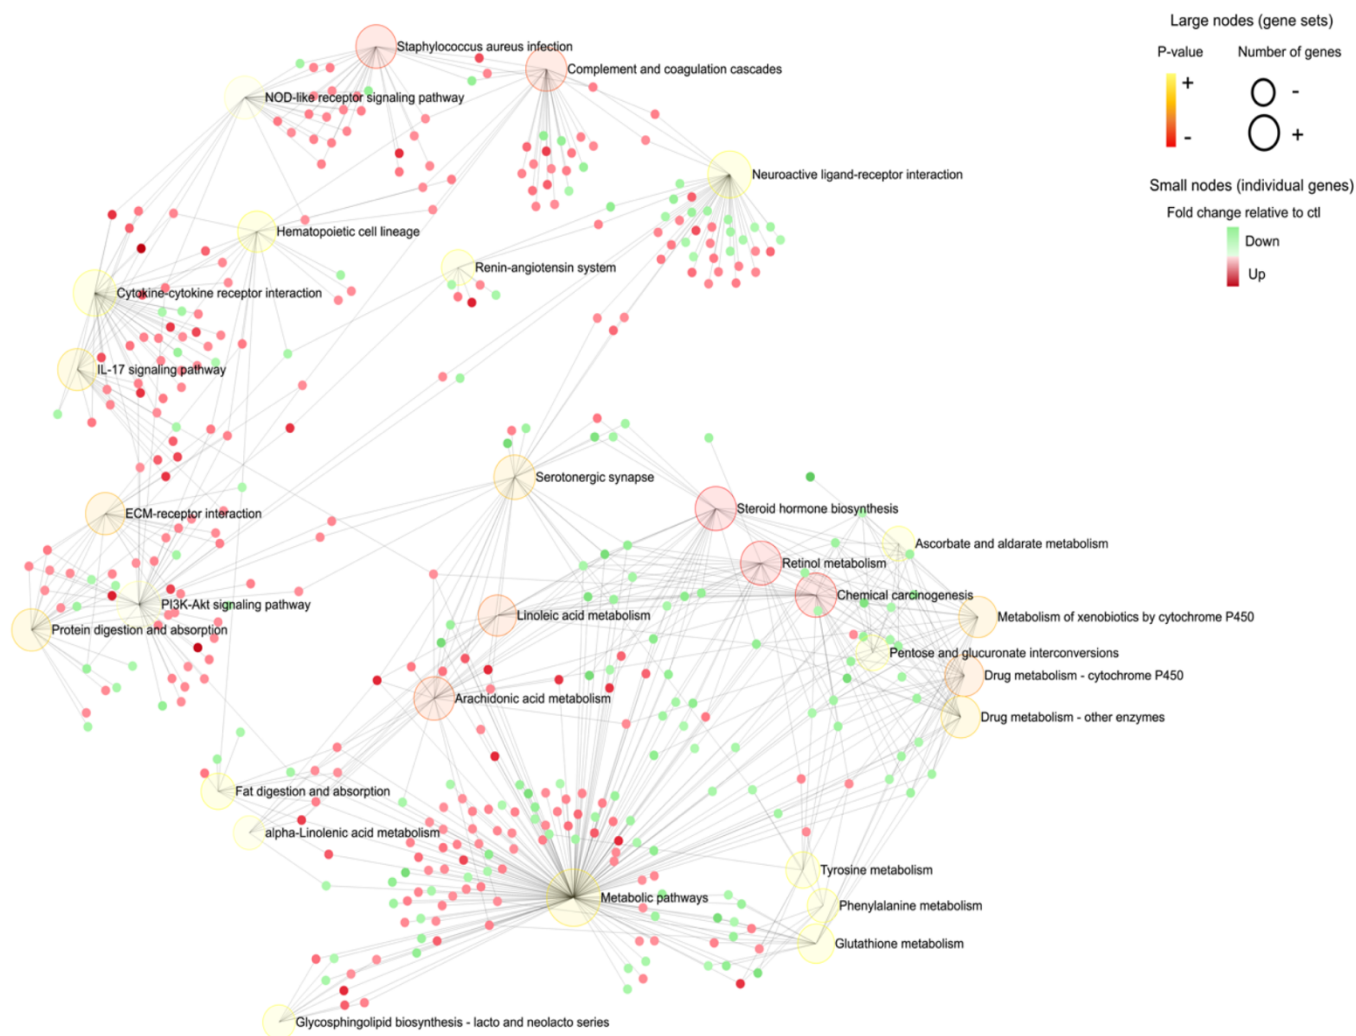 Large nodes (gene sets)
P-value
Number of genes
+
-
-
+
Small nodes (individual genes)
Fold change relative to ctl
Down
Up
Staphylococcus aureus infection
Complement and coagulation cascades
NOD-like receptor signaling pathway
Neuroactive ligand-receptor interaction
Hematopoietic cell lineage
Renin-angiotensin system
Cytokine-cytokine receptor interaction
IL-17 signaling pathway
Serotonergic synapse
Steroid hormone biosynthesis
ECM-receptor interaction
Ascorbate and aldarate metabolism
Retinol metabolism
Chemical carcinogenesis
PI3K-Akt signaling pathway
Linoleic acid metabolism
Metabolism of xenobiotics by cytochrome P450
Protein digestion and absorption
Pentose and glucuronate interconversions
Drug metabolism - cytochrome P450
Arachidonic acid metabolism
Drug metabolism - other enzymes
Fat digestion and absorption
alpha-Linolenic acid metabolism
Tyrosine metabolism
Metabolic pathways
Phenylalanine metabolism
Glutathione metabolism
Glycosphingolipid biosynthesis - lacto and neolacto series